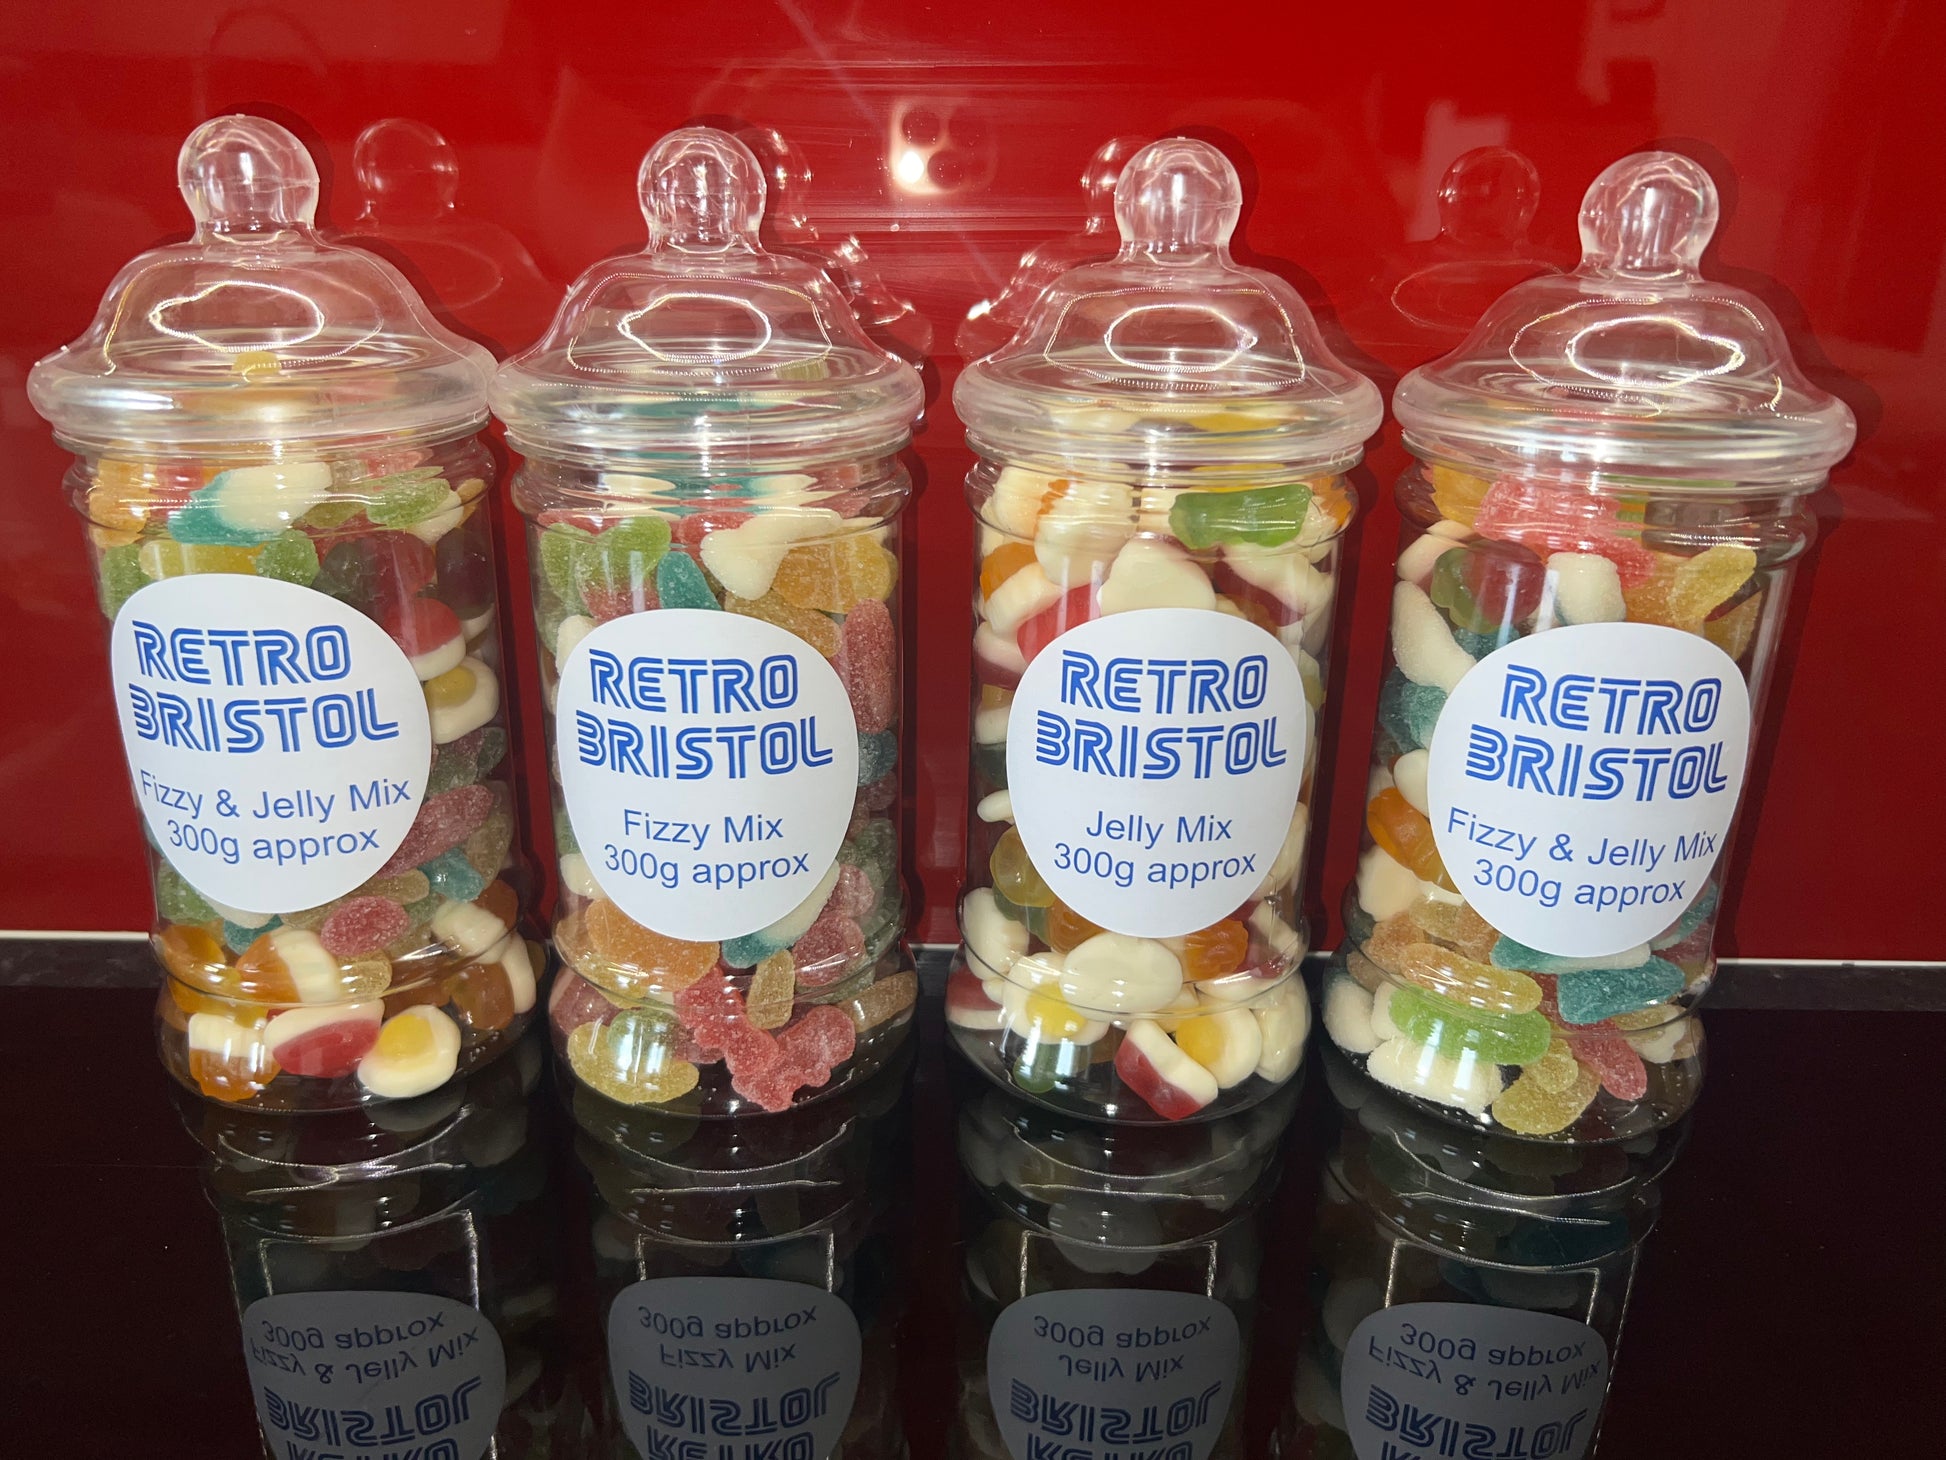 RETRO
BRISTOL
Fizzy & Jelly Mix
300g approx
RETRO
BRISTOL
Fizzy Mix
300g approx
RETRO
BRISTOL
Jelly Mix
300g approx
RETRO
BRISTOL
Fizzy & Jelly Mix
300g approx